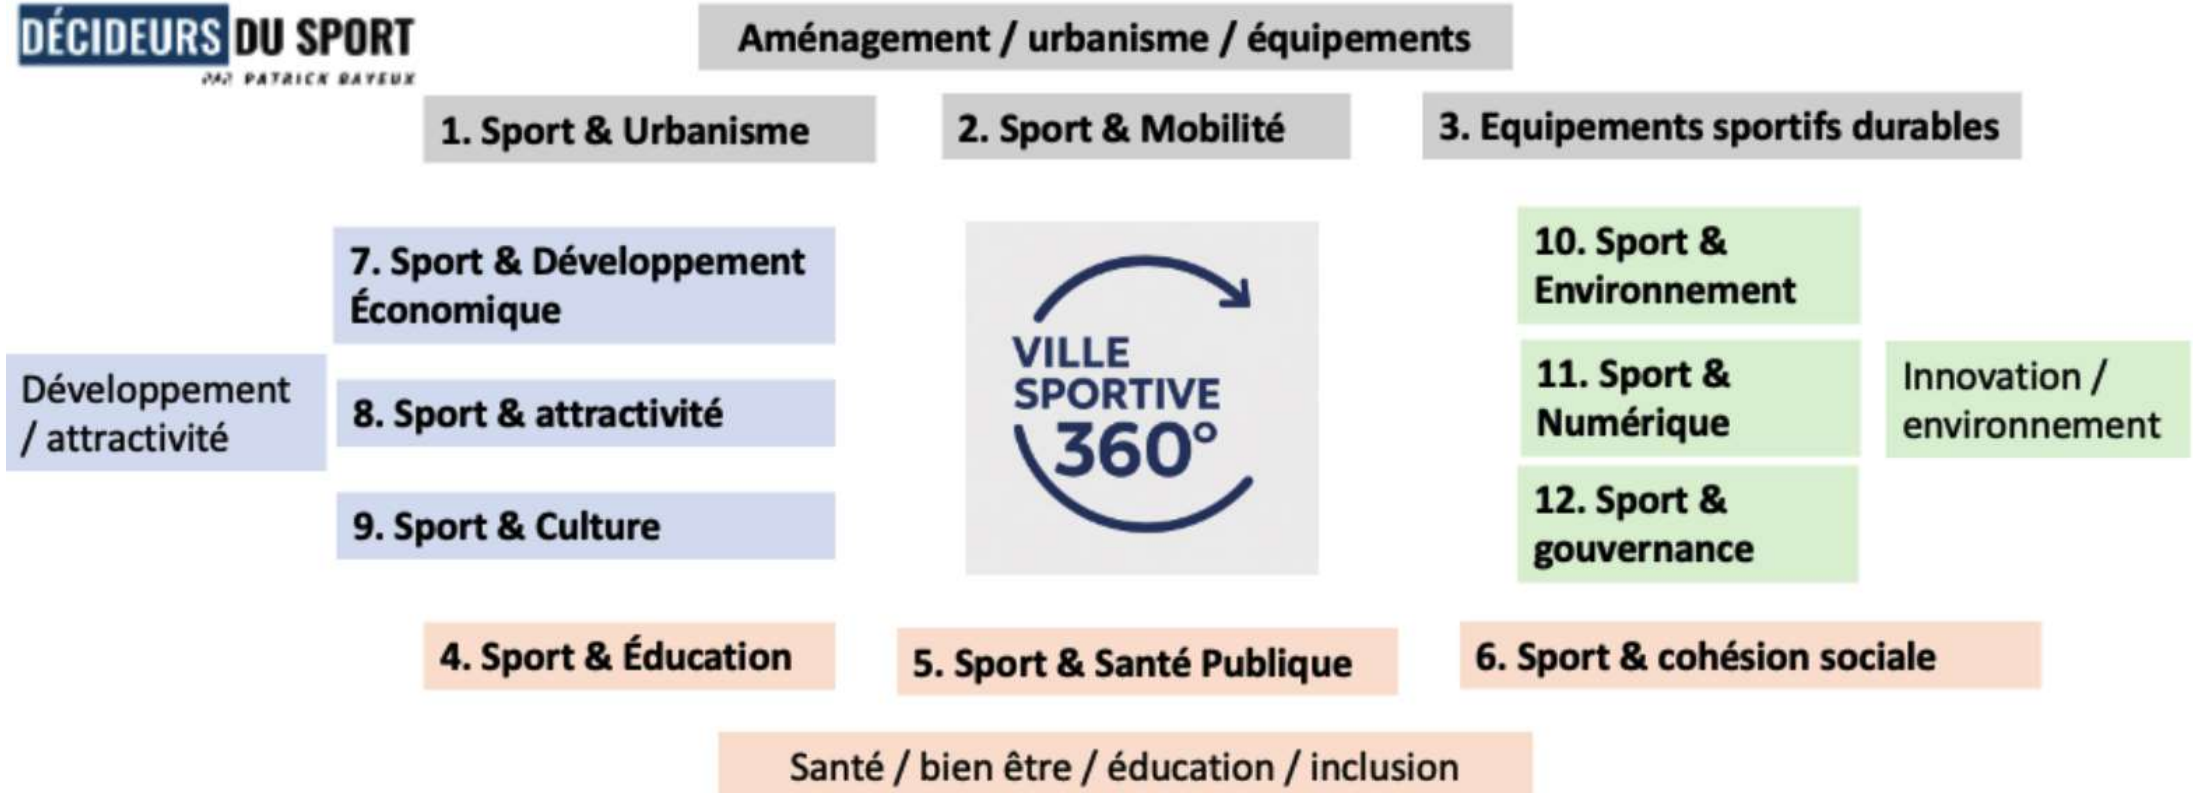 DÉCIDEURS DU SPORT
PAR PATRICK BAYEUX
Aménagement / urbanisme / équipements
1. Sport & Urbanisme
2. Sport & Mobilité
3. Equipements sportifs durables
7. Sport & Développement
Économique
Développement
/ attractivité
8. Sport & attractivité
9. Sport & Culture
VILLE
SPORTIVE
360°
10. Sport &
Environnement
11. Sport &
Numérique
12. Sport &
gouvernance
Innovation /
environnement
4. Sport & Éducation
5. Sport & Santé Publique
6. Sport & cohésion sociale
Santé / bien être / éducation / inclusion